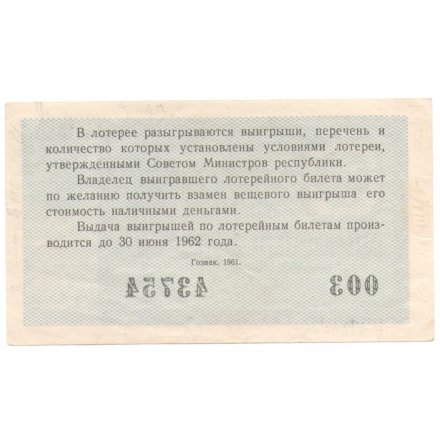 В лотерее разыгрываются выигрыши, перечень и
количество которых установлены условиями лотереи,
утвержденными Советом Министров республики.
Владелец выигравшего лотерейного билета может
по желанию получить взамен вещевого выигрыша его
стоимость наличными деньгами.
Выдача выигрышей по лотерейным билетам произ-
водится до 30 июня 1962 года.
Гознак. 1961.
43754 003